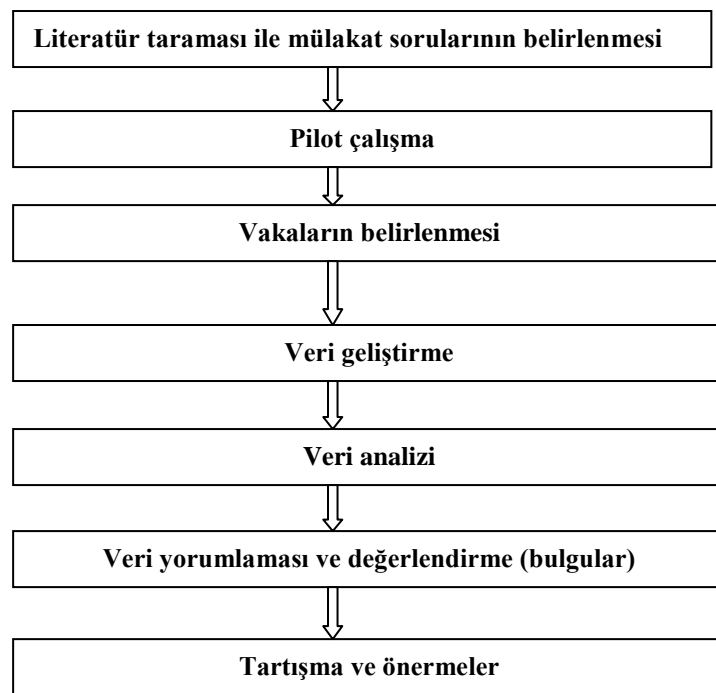 Literatür taraması ile mülakat sorularının belirlenmesi
Pilot çalışma
Vakaların belirlenmesi
Veri geliştirme
Veri analizi
Veri yorumlaması ve değerlendirme (bulgular)
Tartışma ve önermeler